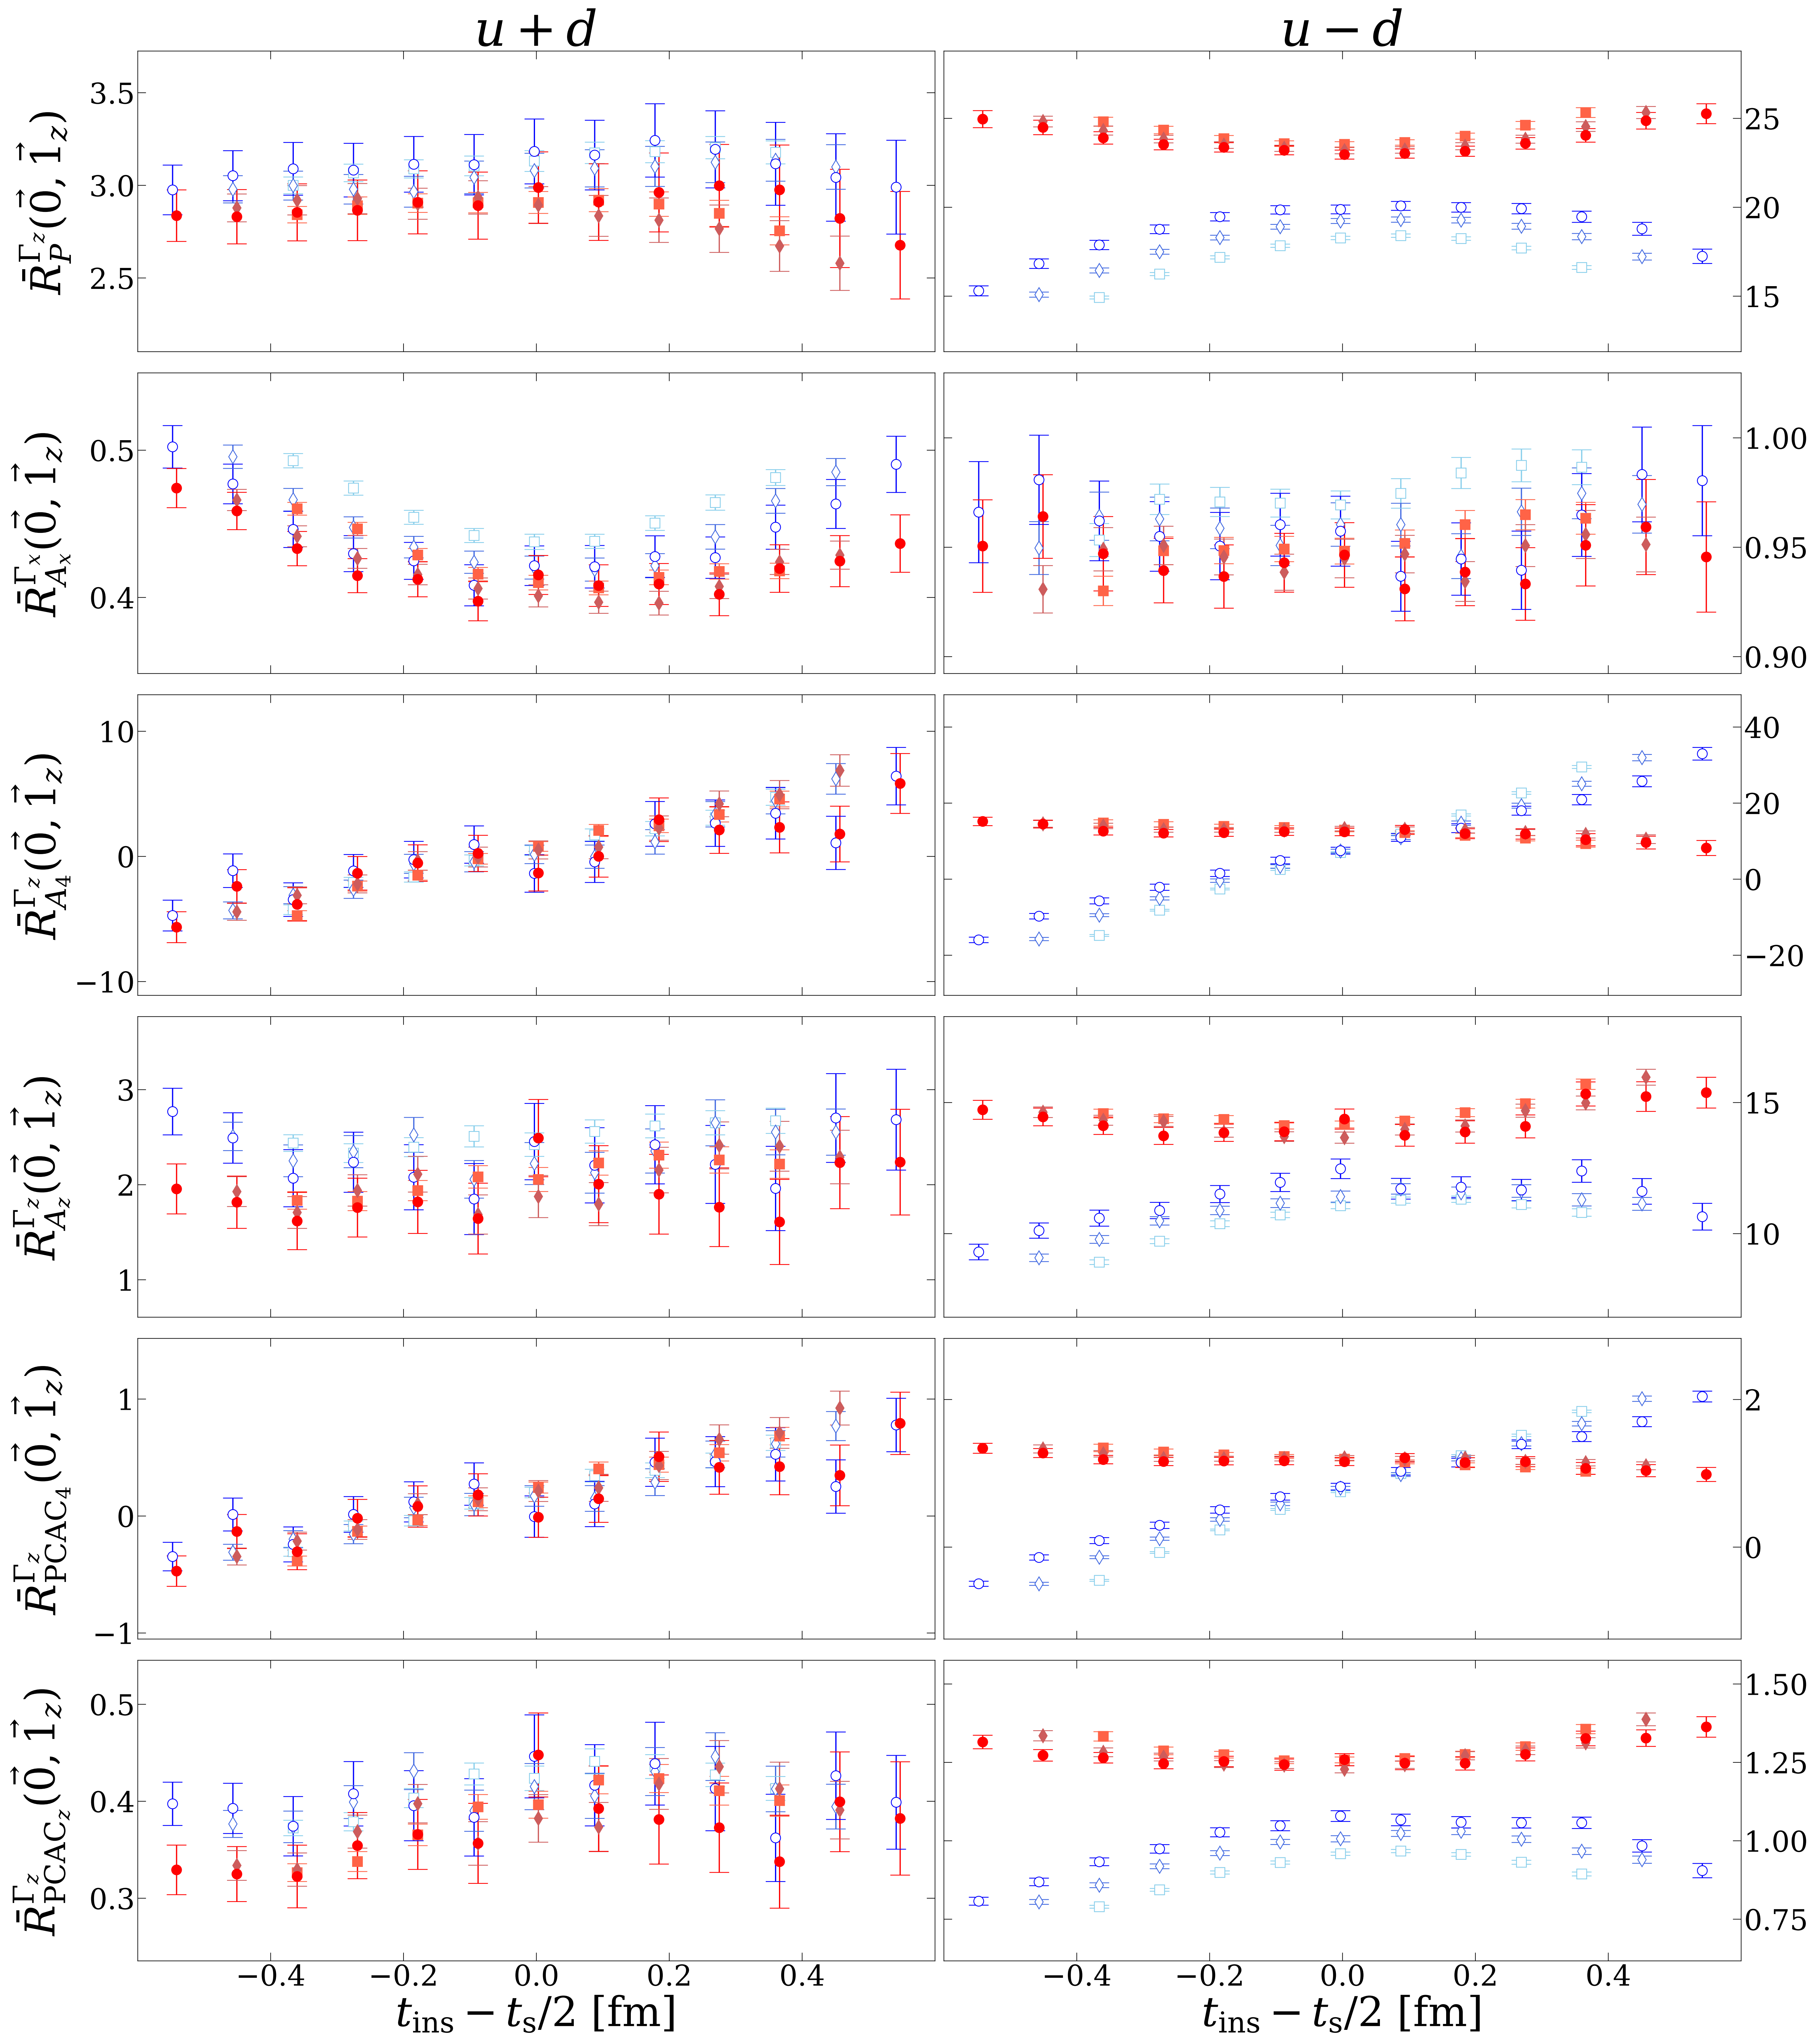 u + d
u − d
R̄_P^{Γ_z}(0⃗, 1⃗_z)
3.5
3.0
2.5
25
20
15
R̄_{A_x}^{Γ_x}(0⃗, 1⃗_z)
0.5
0.4
1.00
0.95
0.90
R̄_{A_4}^{Γ_z}(0⃗, 1⃗_z)
10
0
−10
40
20
0
−20
R̄_{A_z}^{Γ_z}(0⃗, 1⃗_z)
3
2
1
15
10
R̄_{PCAC_4}^{Γ_z}(0⃗, 1⃗_z)
1
0
−1
2
0
R̄_{PCAC_z}^{Γ_z}(0⃗, 1⃗_z)
0.5
0.4
0.3
1.50
1.25
1.00
0.75
−0.4 −0.2 0.0 0.2 0.4
−0.4 −0.2 0.0 0.2 0.4
t_ins − t_s/2 [fm]
t_ins − t_s/2 [fm]